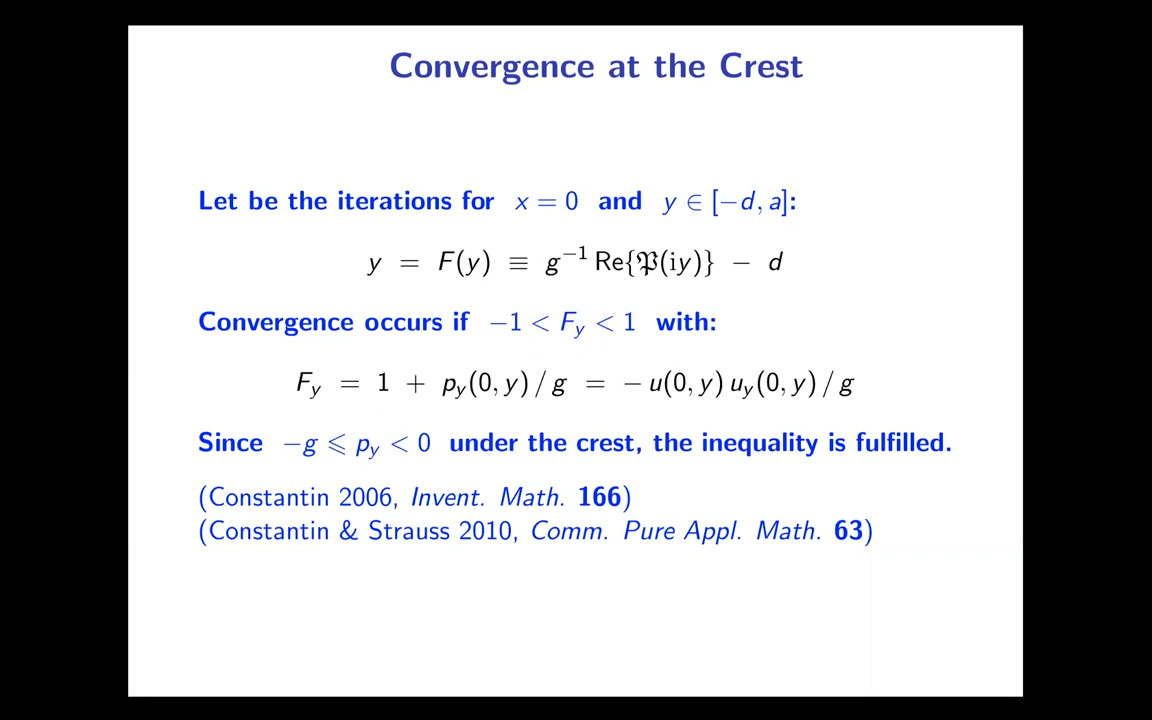 Convergence at the Crest
Let be the iterations for x = 0 and y ∈ [−d, a]:
y = F(y) ≡ g⁻¹ Re{𝔓(iy)} − d
Convergence occurs if −1 < F_y < 1 with:
F_y = 1 + p_y(0, y) / g = − u(0, y) u_y(0, y) / g
Since −g ⩽ p_y < 0 under the crest, the inequality is fulfilled.
(Constantin 2006, Invent. Math. 166)
(Constantin & Strauss 2010, Comm. Pure Appl. Math. 63)